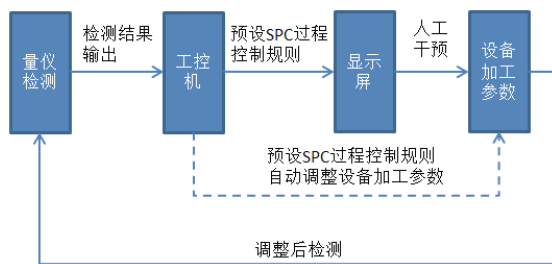 量仪
检测
检测结果
输出
工控
机
预设SPC过程
控制规则
显示
屏
人工
干预
设备
加工
参数
预设SPC过程控制规则
自动调整设备加工参数
调整后检测